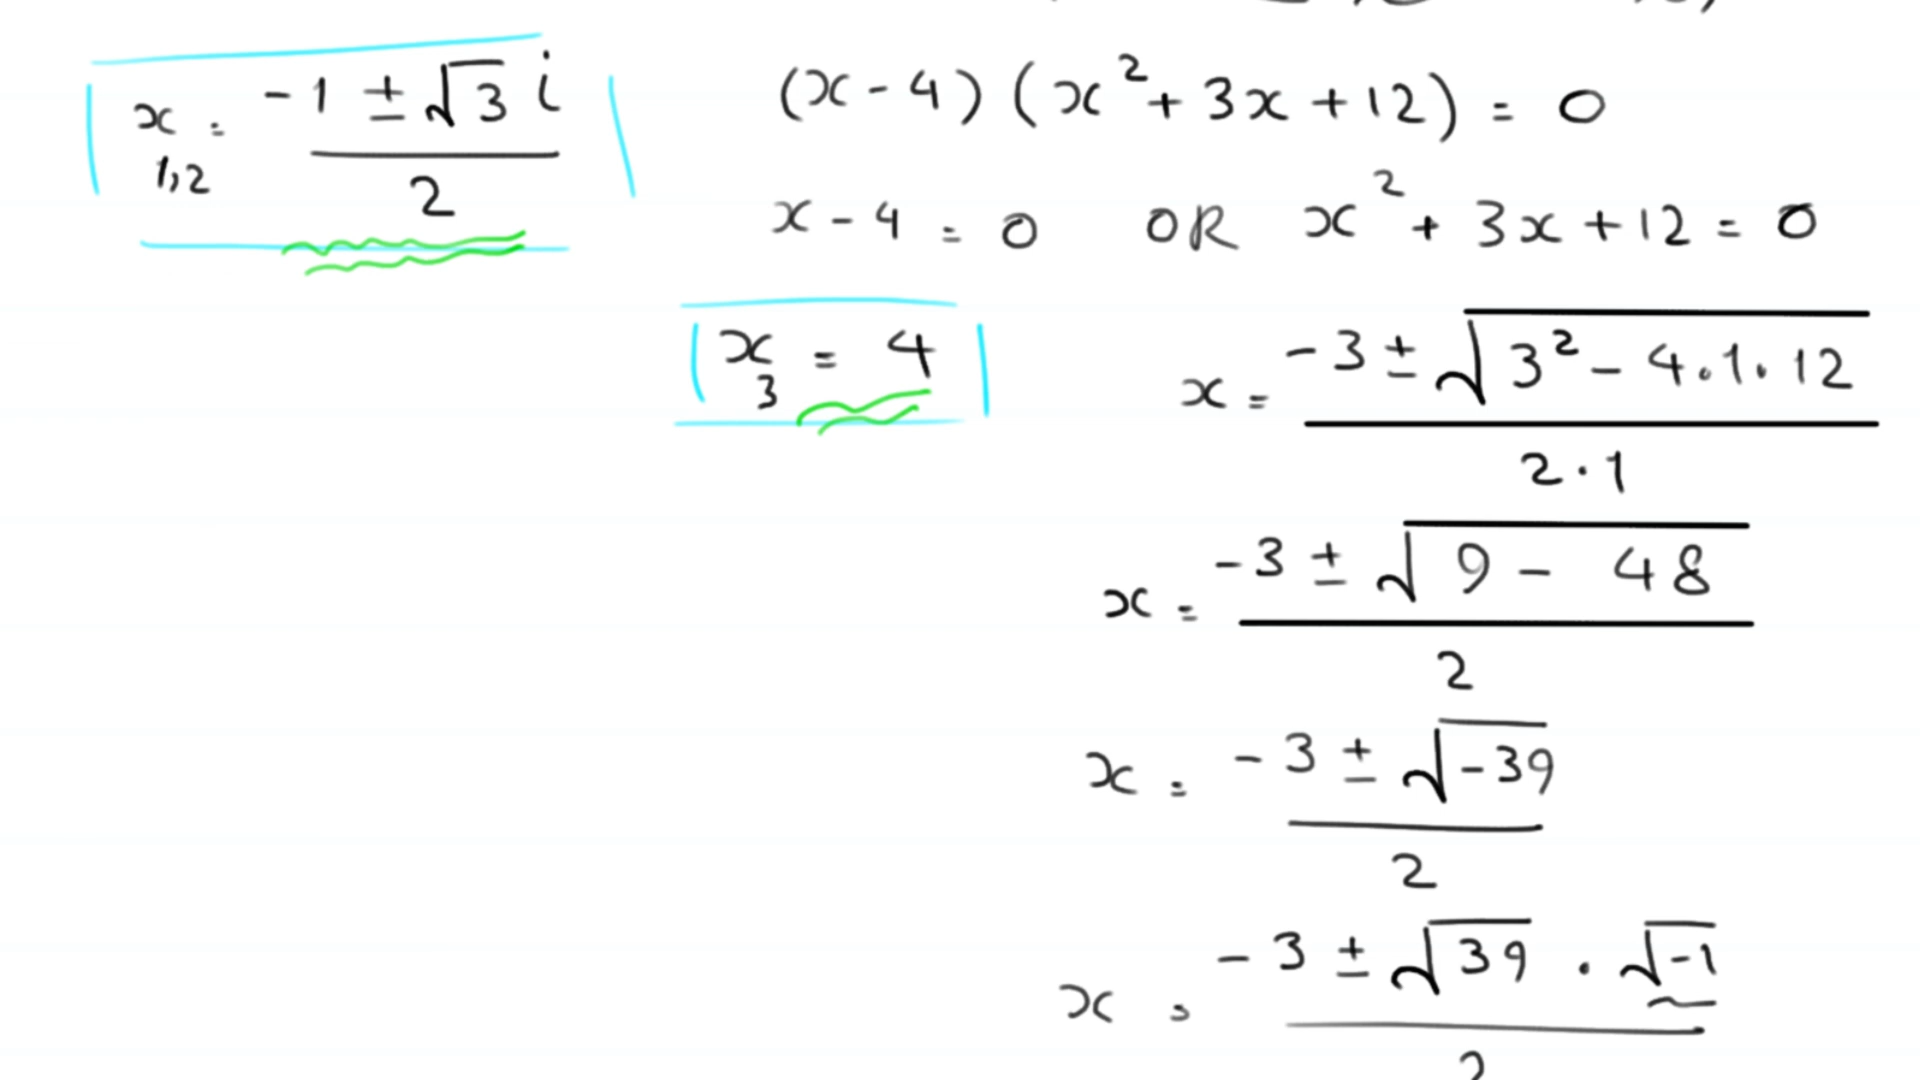 x₁,₂ = (-1 ± √3 i) / 2
(x - 4)(x² + 3x + 12) = 0
x - 4 = 0 OR x² + 3x + 12 = 0
x₃ = 4
x = (-3 ± √(3² - 4·1·12)) / (2·1)
x = (-3 ± √(9 - 48)) / 2
x = (-3 ± √(-39)) / 2
x = (-3 ± √39 · √(-1)) / 2